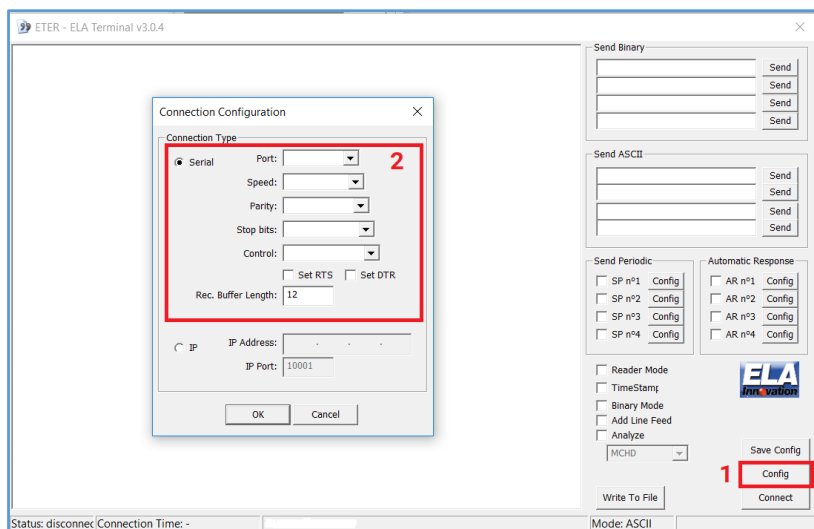 ETER - ELA Terminal v3.0.4
Send Binary
Send
Send
Send
Send
Connection Configuration
Connection Type
Serial
Port:
2
Speed:
Parity:
Stop bits:
Control:
Set RTS
Set DTR
Rec. Buffer Length: 12
IP
IP Address: . . .
IP Port: 10001
OK
Cancel
Send ASCII
Send
Send
Send
Send
Send Periodic
SP nº1 Config
SP nº2 Config
SP nº3 Config
SP nº4 Config
Automatic Response
AR nº1 Config
AR nº2 Config
AR nº3 Config
AR nº4 Config
Reader Mode
TimeStamp
Binary Mode
Add Line Feed
Analyze
MCHD
ELA
innovation
Save Config
1
Config
Write To File
Connect
Status: disconnec
Connection Time: -
Mode: ASCII